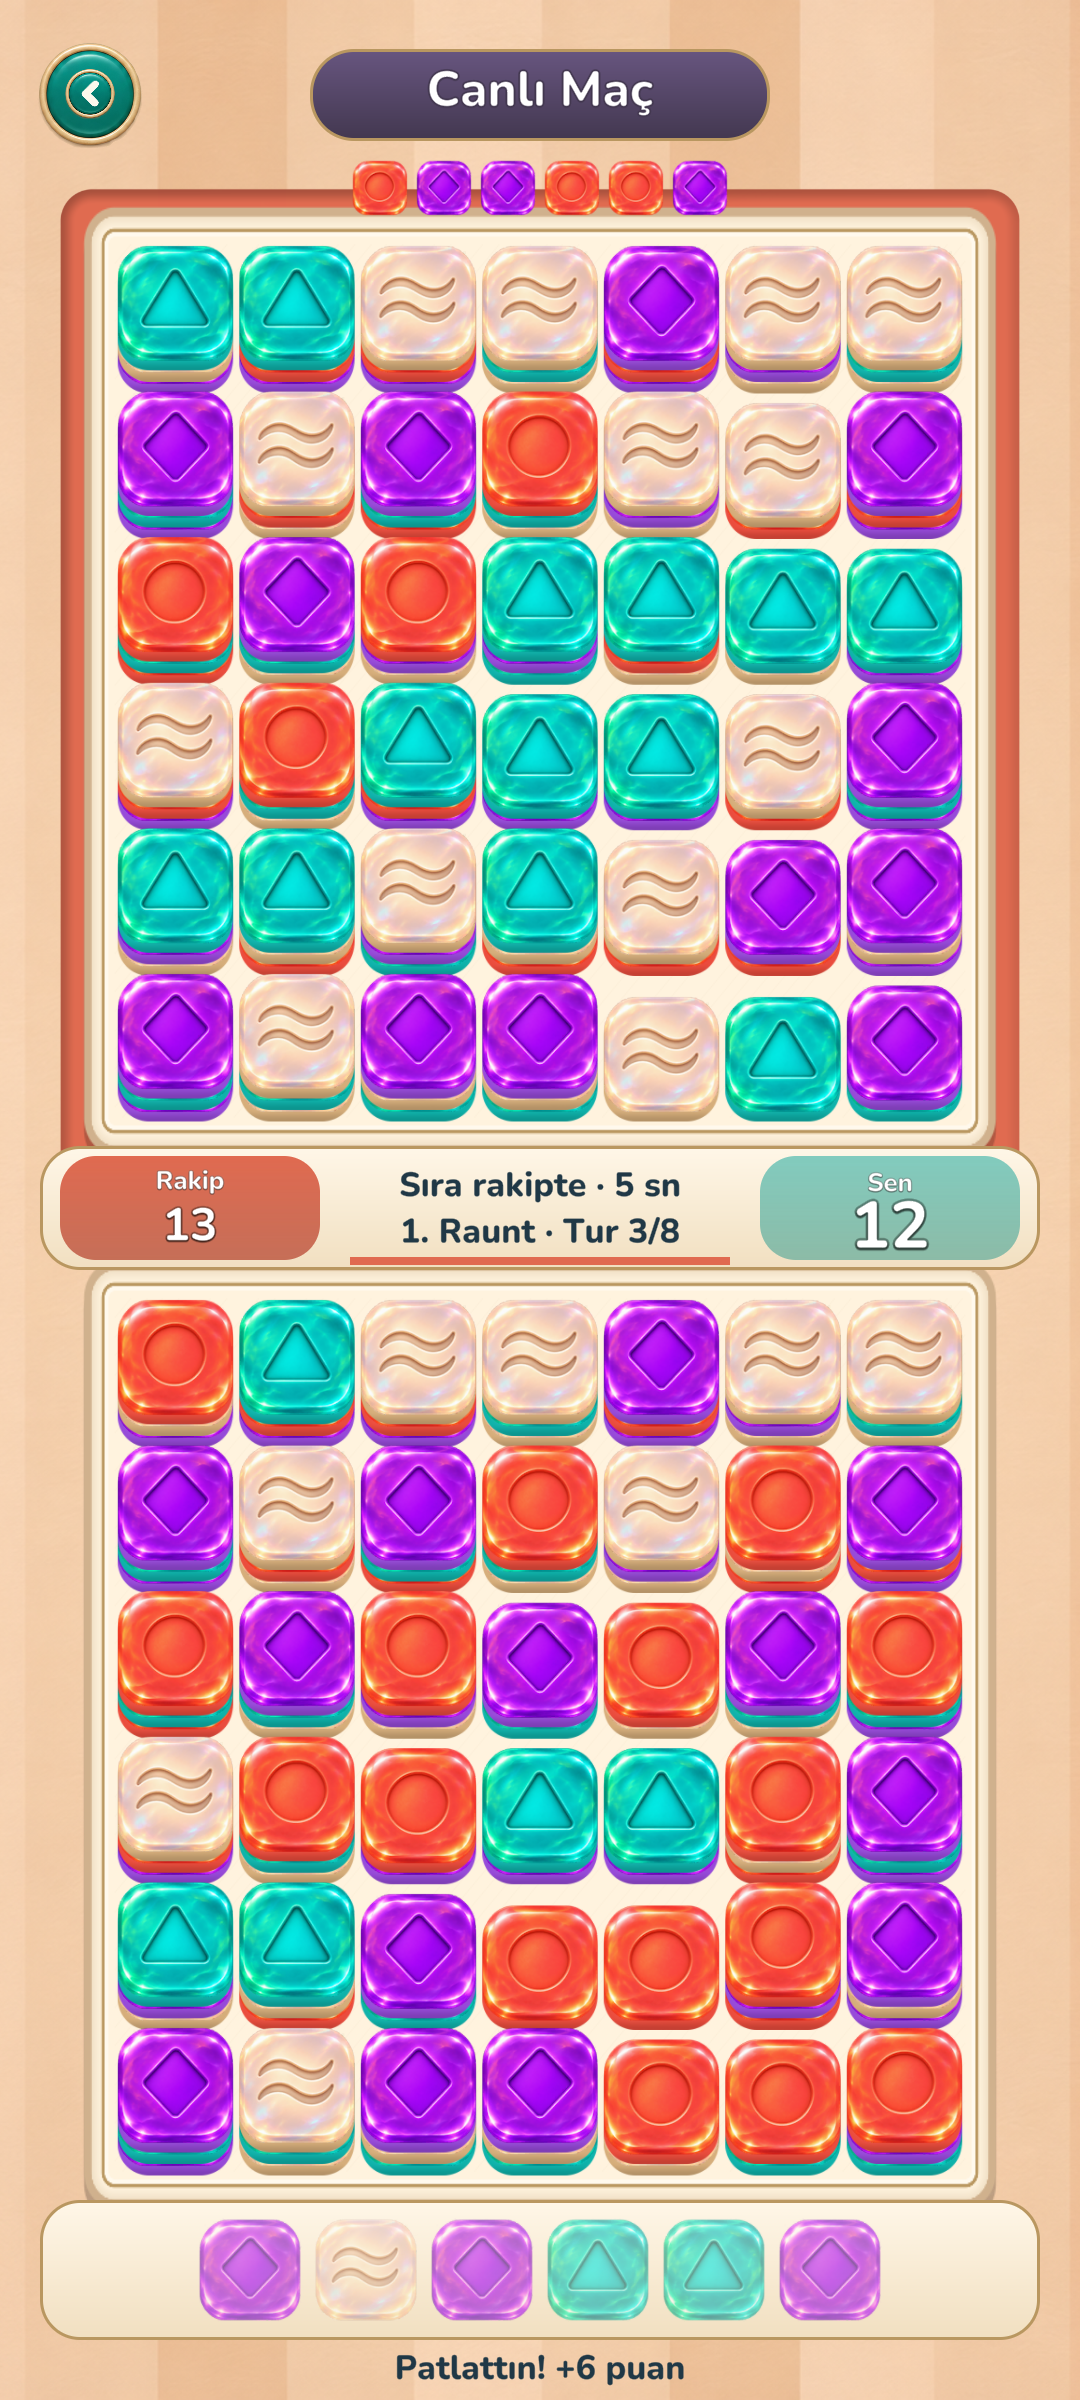 Canlı Maç
Rakip
13
Sıra rakipte · 5 sn
1. Raunt · Tur 3/8
Sen
12
Patlattın! +6 puan